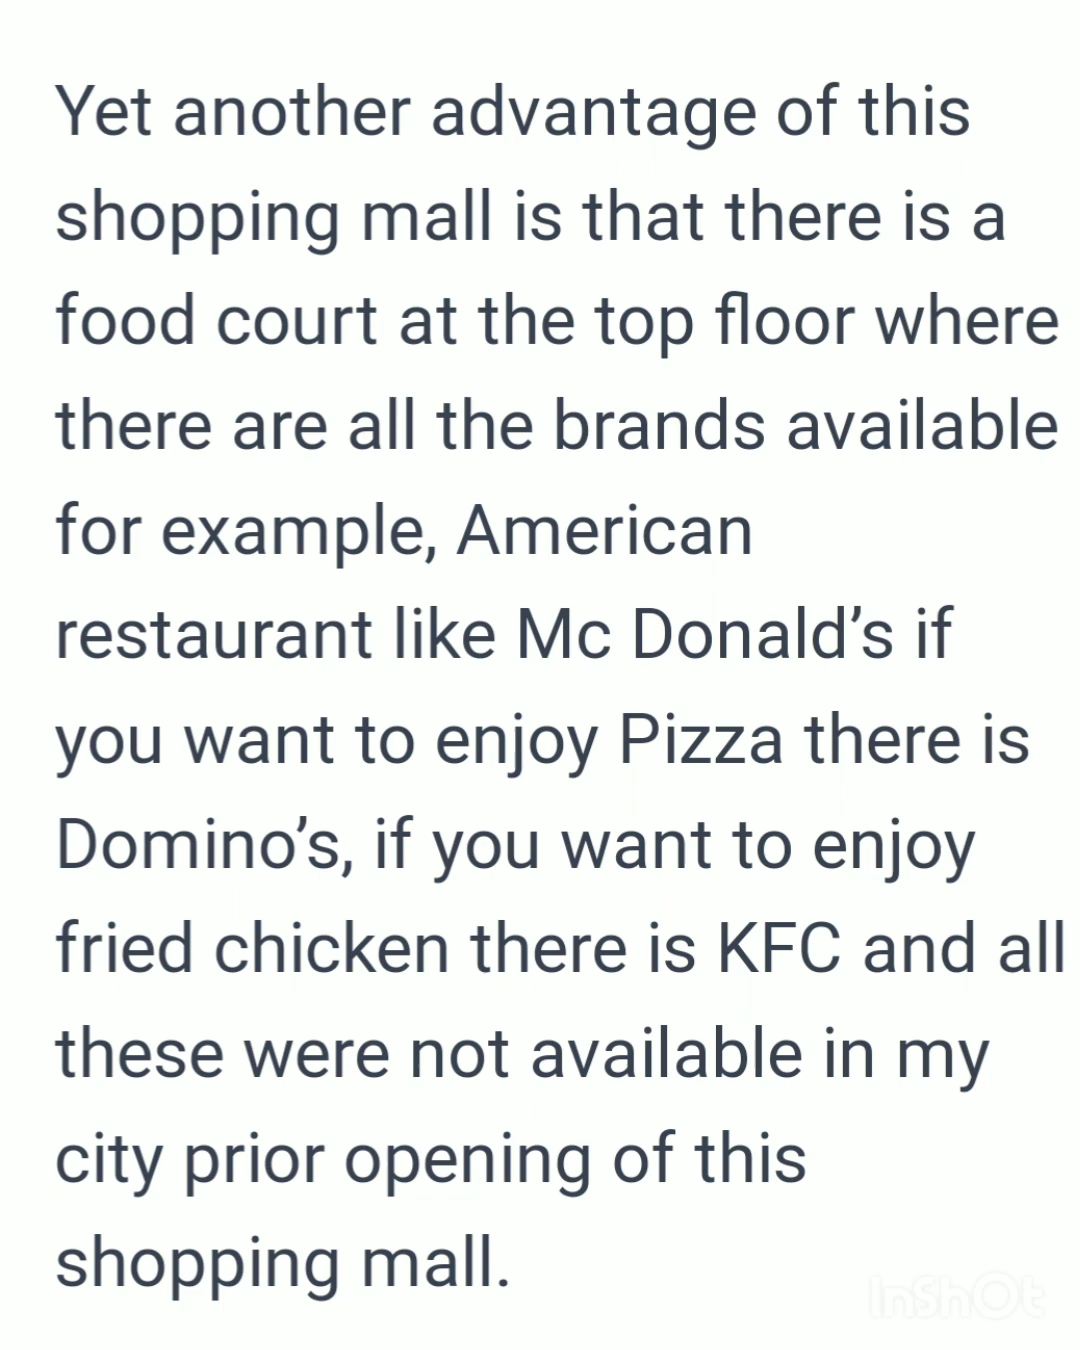 Yet another advantage of this
shopping mall is that there is a
food court at the top floor where
there are all the brands available
for example, American
restaurant like Mc Donald’s if
you want to enjoy Pizza there is
Domino’s, if you want to enjoy
fried chicken there is KFC and all
these were not available in my
city prior opening of this
shopping mall.
InShOt